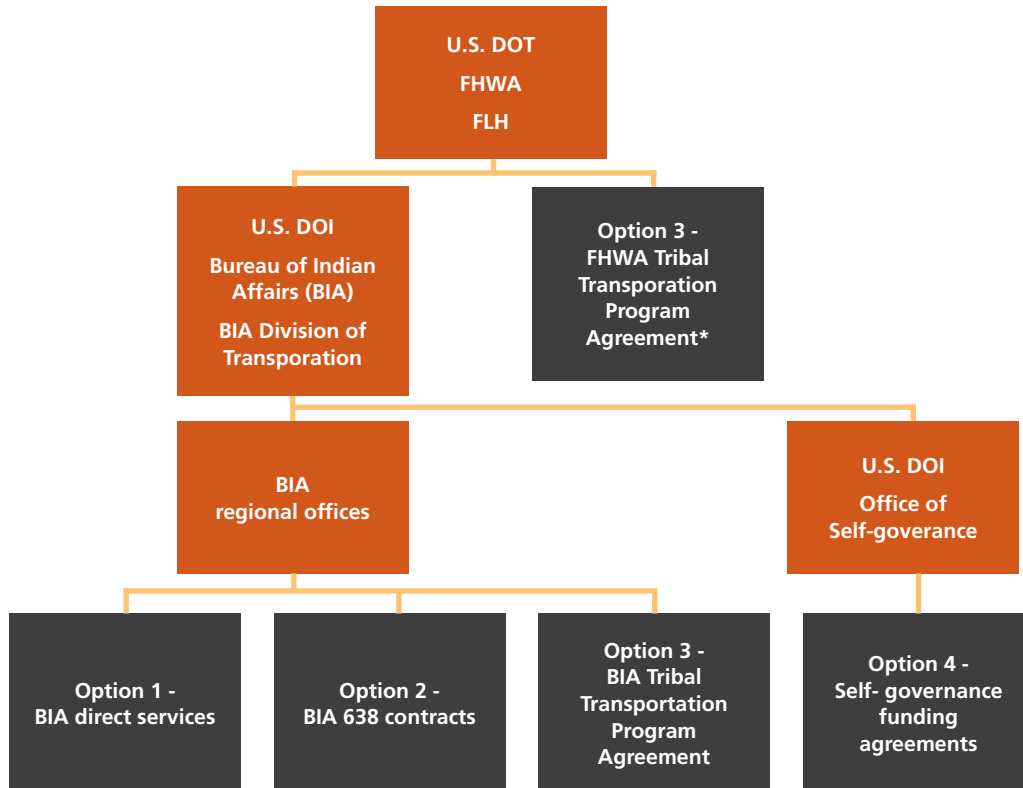 U.S. DOT
FHWA
FLH
U.S. DOI
Bureau of Indian
Affairs (BIA)
BIA Division of
Transporation
Option 3 -
FHWA Tribal
Transporation
Program
Agreement*
BIA
regional offices
U.S. DOI
Office of
Self-goverance
Option 1 -
BIA direct services
Option 2 -
BIA 638 contracts
Option 3 -
BIA Tribal
Transportation
Program
Agreement
Option 4 -
Self- governance
funding
agreements